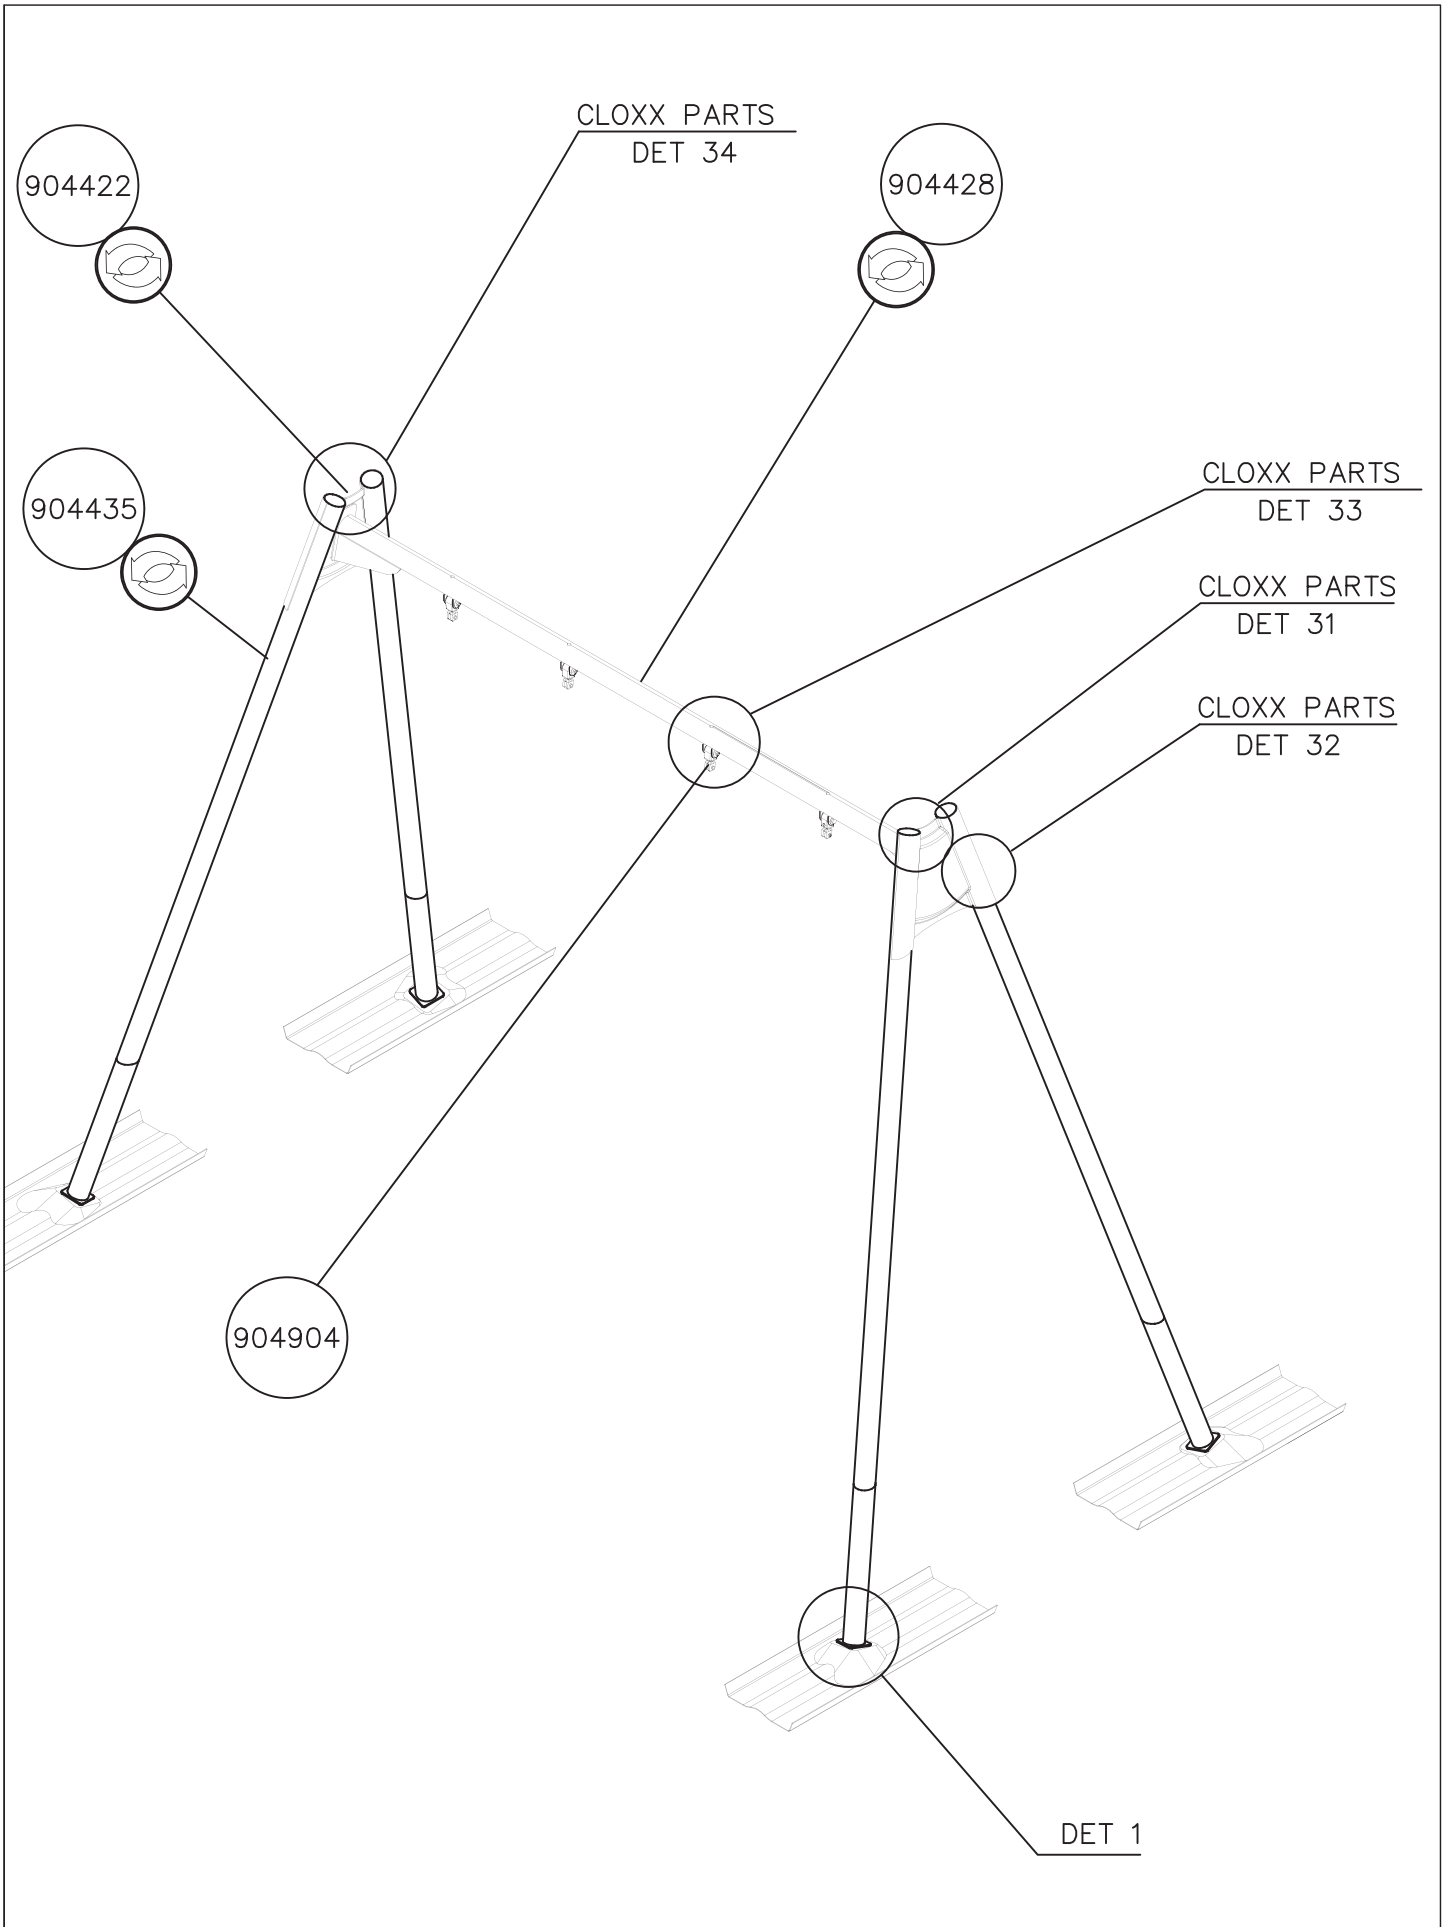 CLOXX PARTS
DET 34
904422
904428
904435
CLOXX PARTS
DET 33
CLOXX PARTS
DET 31
CLOXX PARTS
DET 32
904904
DET 1